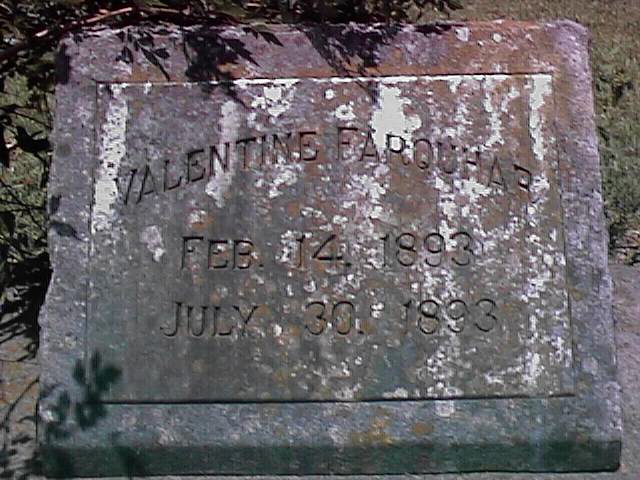 VALENTINE FARQUHAR
FEB. 14, 1893
JULY 30, 1893